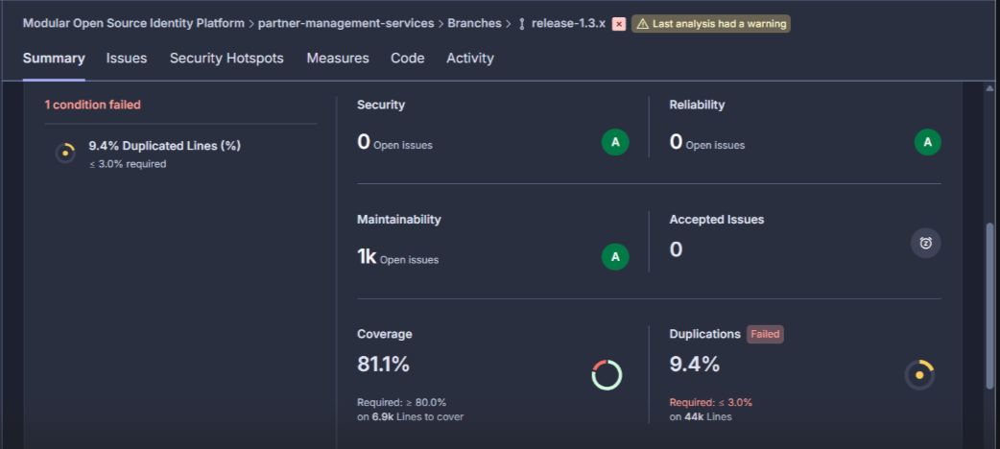 Modular Open Source Identity Platform > partner-management-services > Branches > release-1.3.x × Last analysis had a warning
Summary Issues Security Hotspots Measures Code Activity
1 condition failed
9.4% Duplicated Lines (%)
≤ 3.0% required
Security
0 Open issues
A
Reliability
0 Open issues
A
Maintainability
1k Open issues
A
Accepted Issues
0
Coverage
81.1%
Required: ≥ 80.0%
on 6.9k Lines to cover
Duplications Failed
9.4%
Required: ≤ 3.0%
on 44k Lines